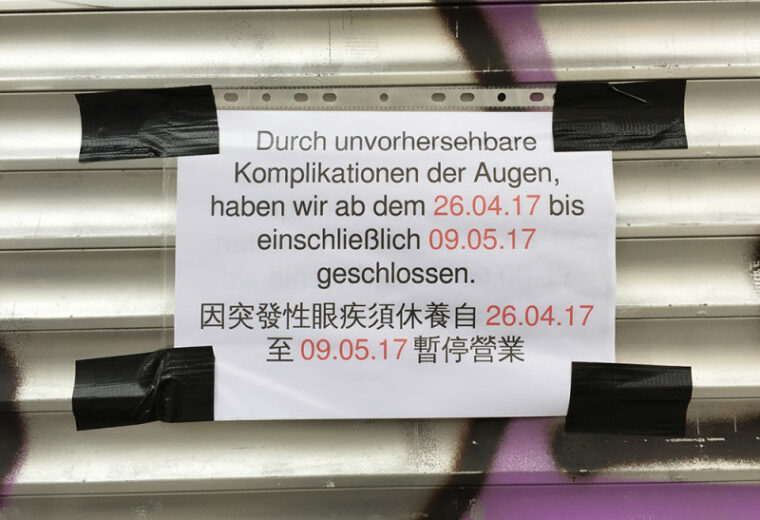 Durch unvorhersehbare
Komplikationen der Augen,
haben wir ab dem 26.04.17 bis
einschließlich 09.05.17
geschlossen.
因突發性眼疾須休養自 26.04.17
至 09.05.17 暫停營業